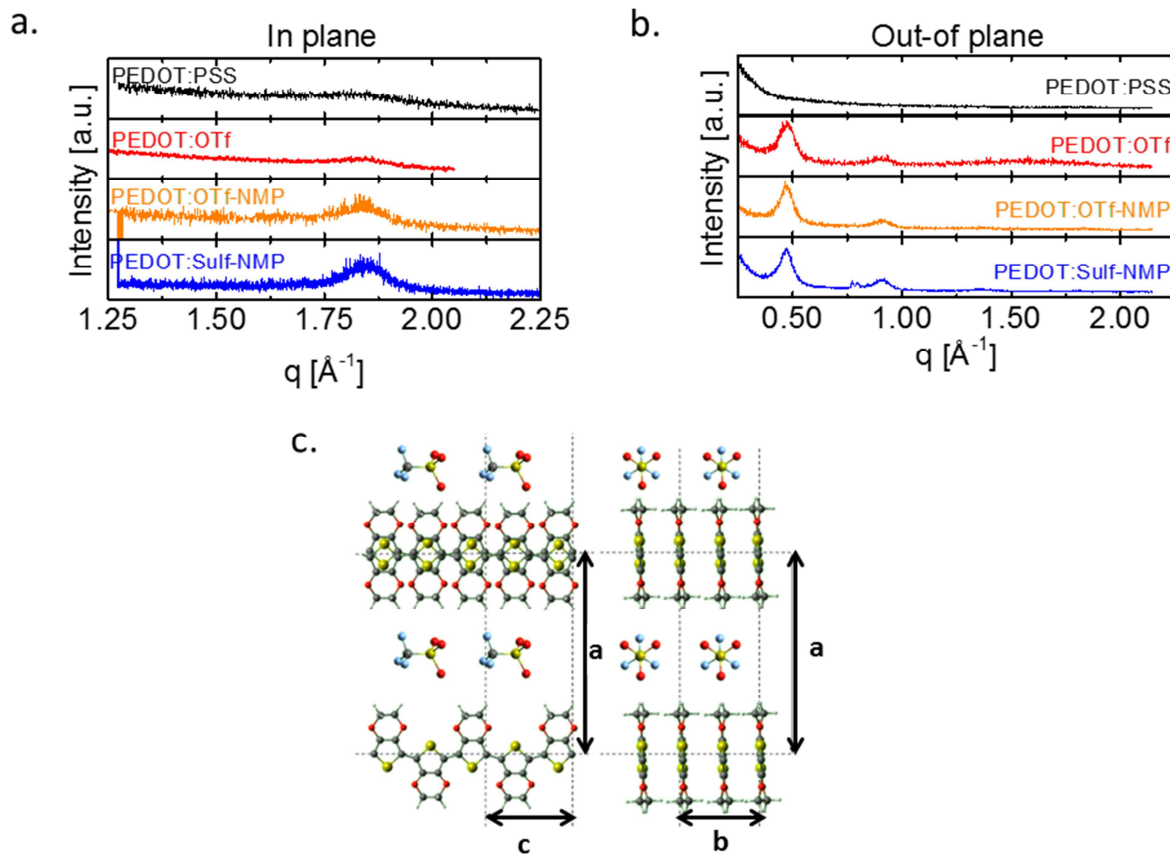 a.
In plane
Intensity [a.u.]
PEDOT:PSS
PEDOT:OTf
PEDOT:OTf-NMP
PEDOT:Sulf-NMP
1.25 1.50 1.75 2.00 2.25
q [Å⁻¹]
b.
Out-of plane
Intensity [a.u.]
PEDOT:PSS
PEDOT:OTf
PEDOT:OTf-NMP
PEDOT:Sulf-NMP
0.50 1.00 1.50 2.00
q [Å⁻¹]
c.
a
a
c
b